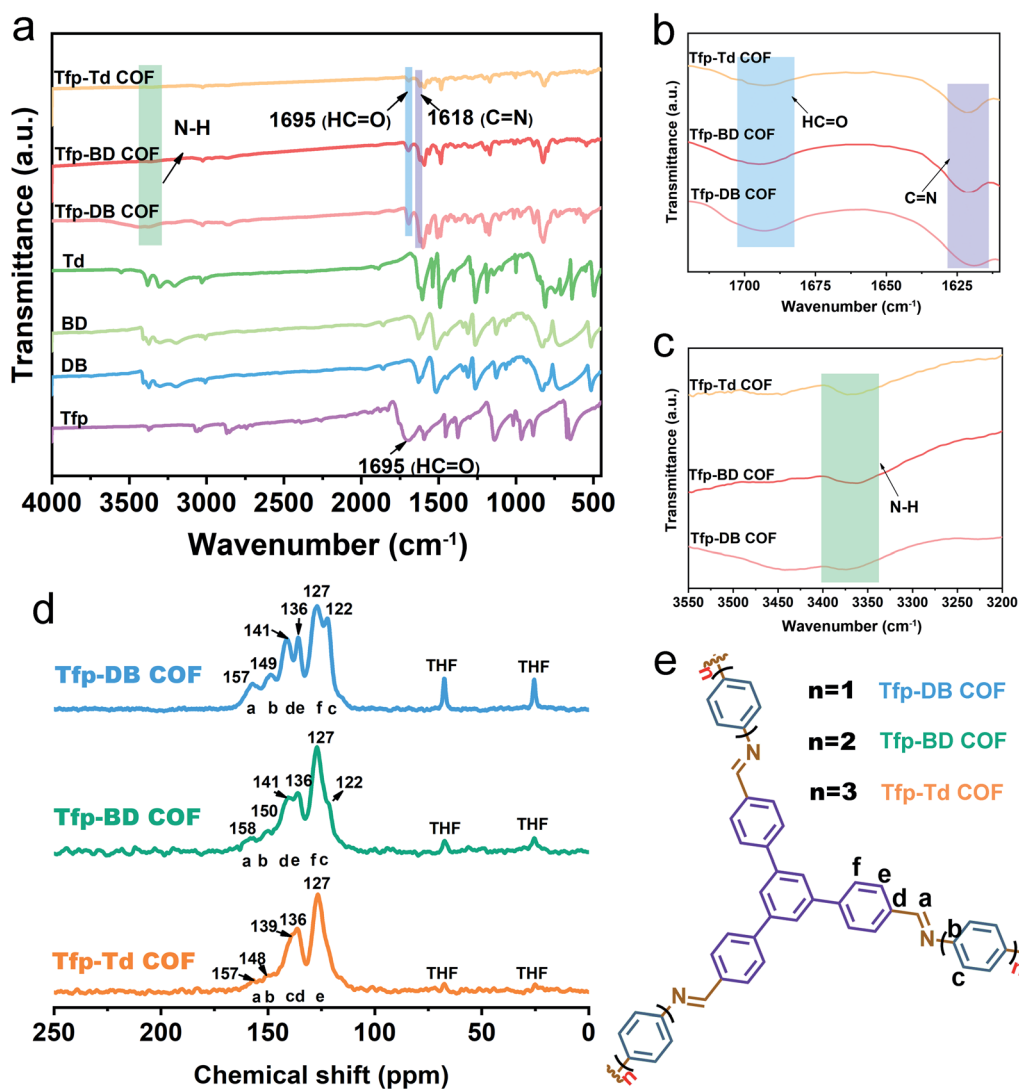 a
Tfp-Td COF
N-H
1695 (HC=O)
1618 (C=N)
Tfp-BD COF
Tfp-DB COF
Td
BD
DB
Tfp
1695 (HC=O)
Transmittance (a.u.)
4000 3500 3000 2500 2000 1500 1000 500
Wavenumber (cm-1)
b
Tfp-Td COF
HC=O
Tfp-BD COF
C=N
Tfp-DB COF
Transmittance (a.u.)
1700 1675 1650 1625
Wavenumber (cm-1)
c
Tfp-Td COF
Tfp-BD COF
N-H
Tfp-DB COF
Transmittance (a.u.)
3550 3500 3450 3400 3350 3300 3250 3200
Wavenumber (cm-1)
d
Tfp-DB COF
157 149 141 136 127 122
THF THF
a b d e f c
Tfp-BD COF
158 150 141 136 127 122
THF THF
a b d e f c
Tfp-Td COF
157 148 139 136 127
THF THF
a b c d e
250 200 150 100 50 0
Chemical shift (ppm)
e
n=1 Tfp-DB COF
n=2 Tfp-BD COF
n=3 Tfp-Td COF
n
N
f
e
d
a
b
N
c
n
N
n